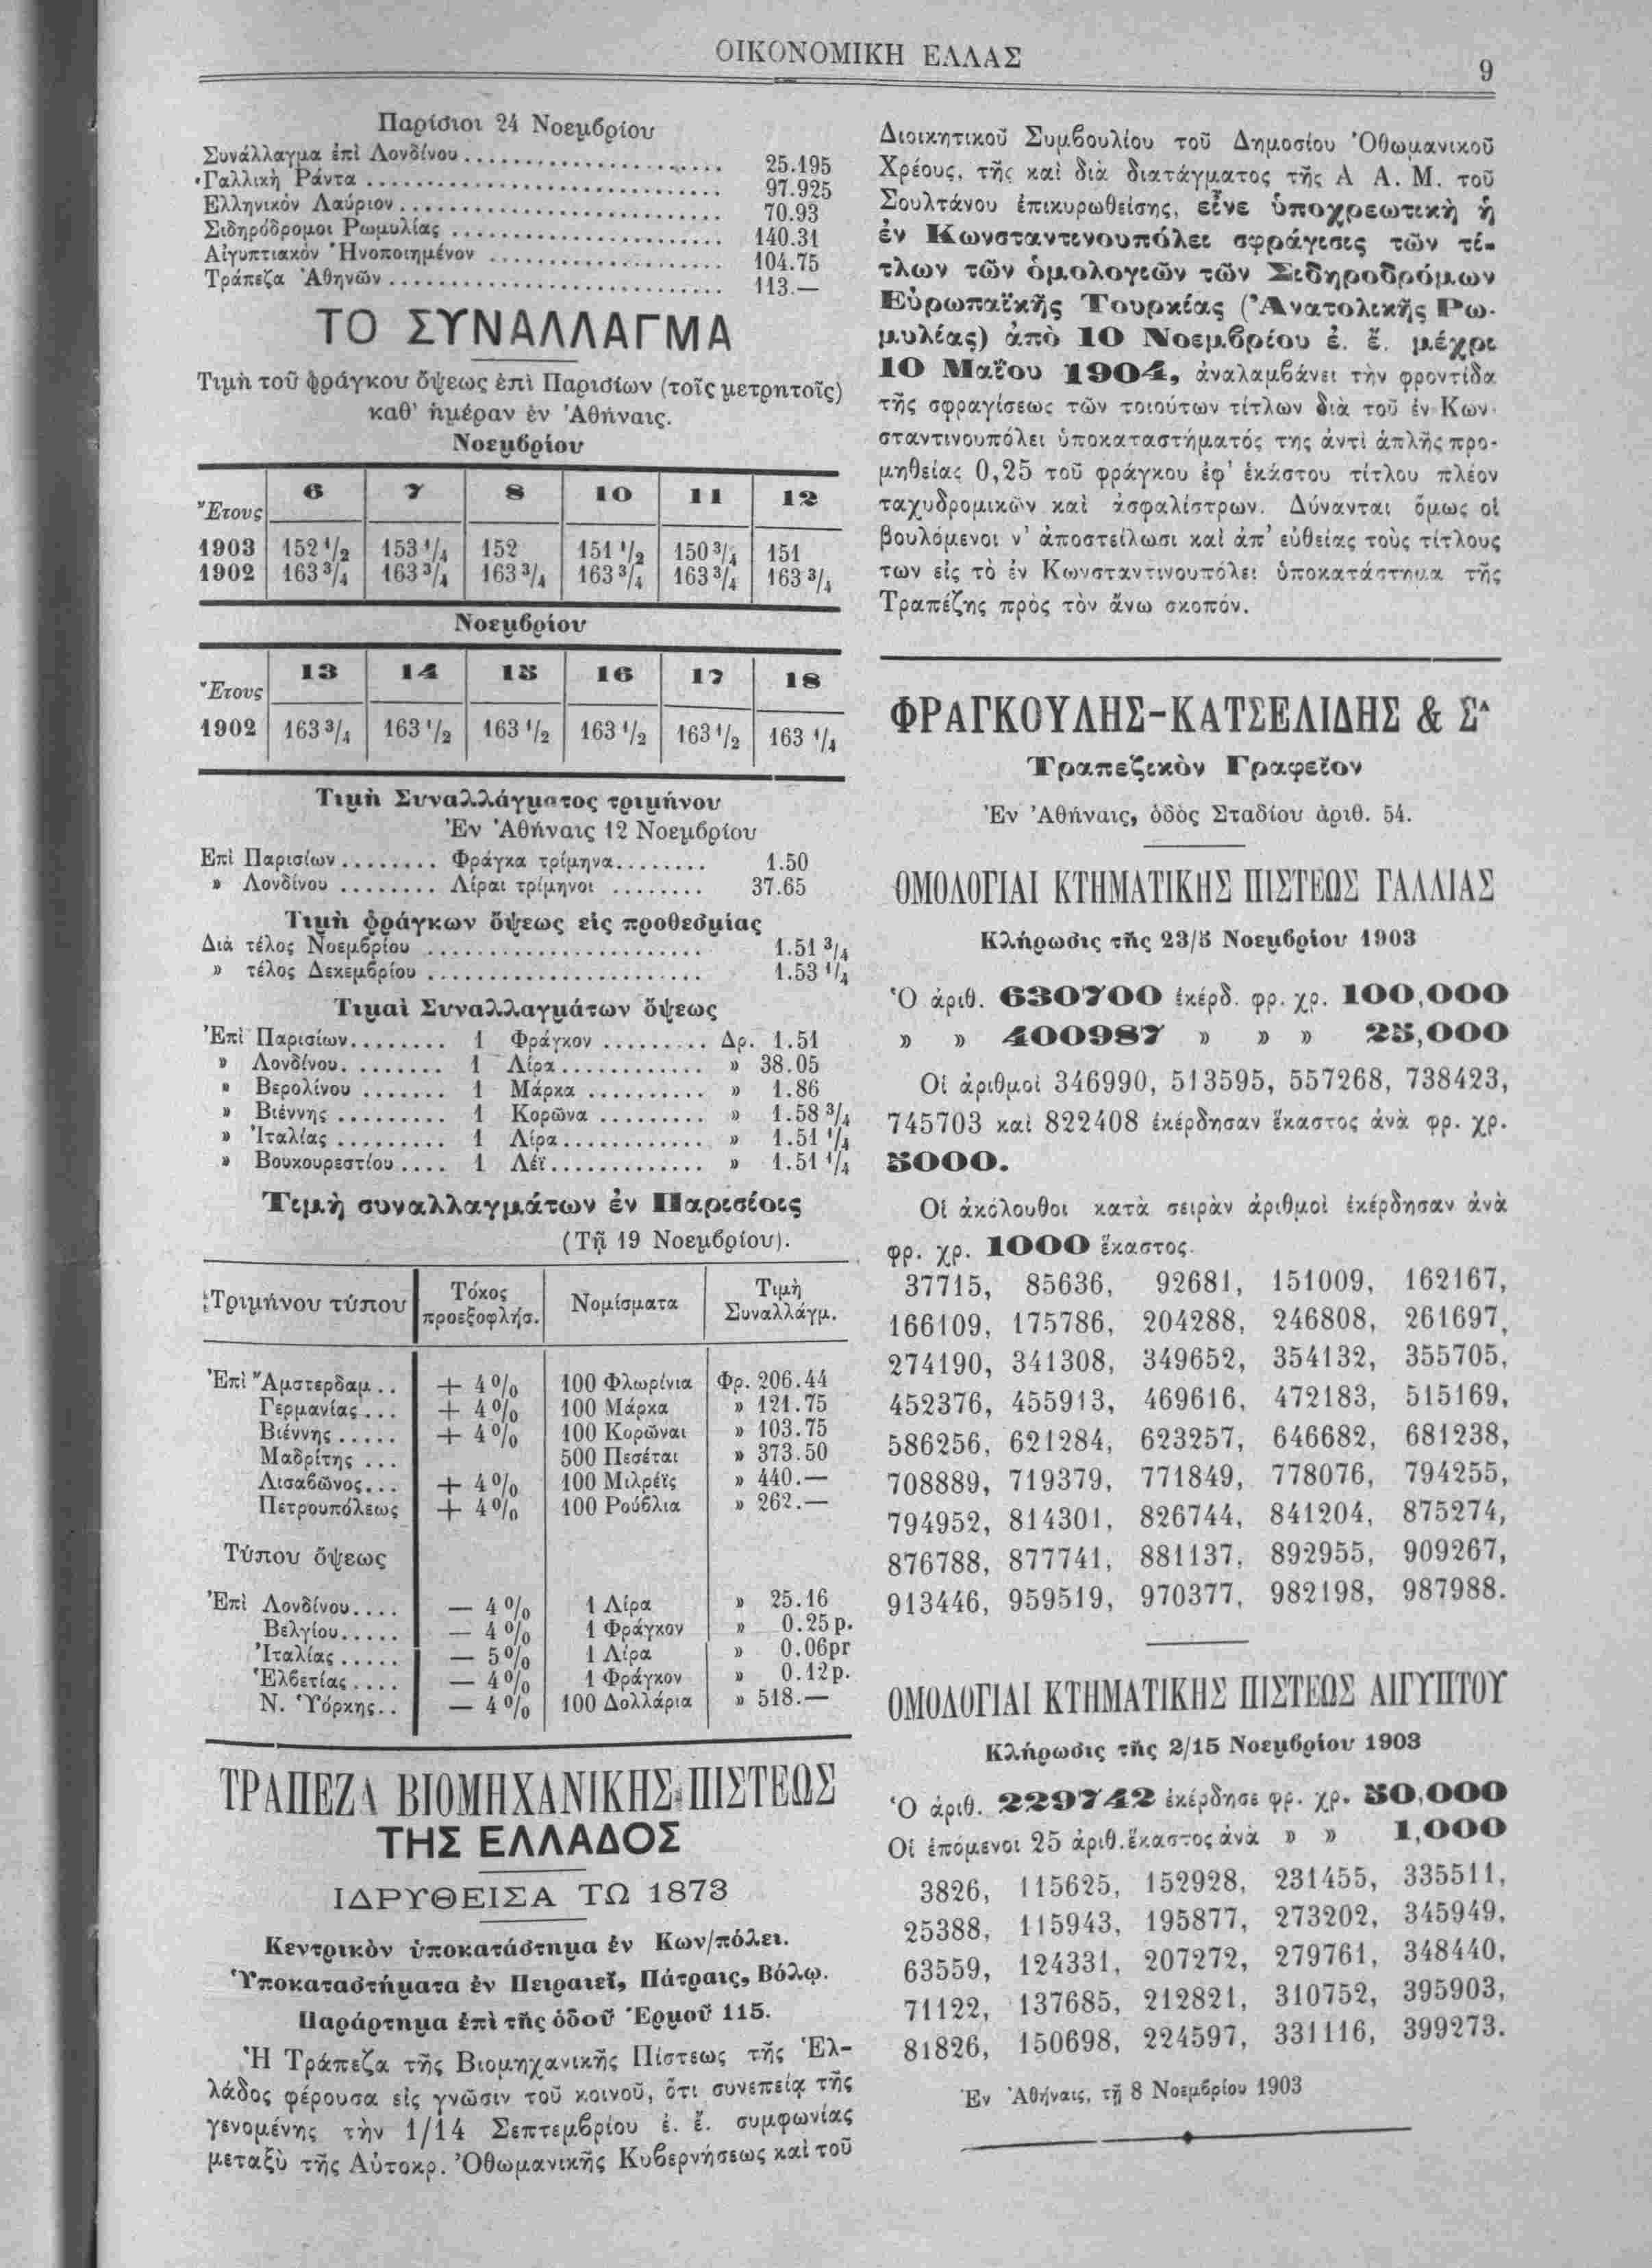 ΟΙΚΟΝΟΜΙΚΗ ΕΛΛΑΣ
9
Παρίσιοι 24 Νοεμβρίου
Συνάλλαγμα ἐπὶ Λονδίνου 25.195
Γαλλικὴ Ράντα 97.925
Ἑλληνικὸν Λαύριον 70.93
Σιδηρόδρομοι Ρωμυλίας 140.31
Αἰγυπτιακὸν Ἡνοποιημένον 104.75
Τράπεζα Ἀθηνῶν 113.—
ΤΟ ΣΥΝΑΛΛΑΓΜΑ
Τιμὴ τοῦ φράγκου ὄψεως ἐπὶ Παρισίων (τοῖς μετρητοῖς)
καθ' ἡμέραν ἐν Ἀθήναις.
Νοεμβρίου
Ἔτους 6 7 8 10 11 12
1903 152 1/2 153 1/4 152 151 1/2 150 3/4 151
1902 163 3/4 163 3/4 163 3/4 163 3/4 163 3/4 163 3/4
Νοεμβρίου
Ἔτους 13 14 15 16 17 18
1902 163 3/4 163 1/2 163 1/2 163 1/2 163 1/2 163 1/4
Τιμὴ Συναλλάγματος τριμήνου
Ἐν Ἀθήναις 12 Νοεμβρίου
Επὶ Παρισίων Φράγκα τρίμηνα 1.50
» Λονδίνου Λίραι τρίμηνοι 37.65
Τιμὴ φράγκων ὄψεως εἰς προθεσμίας
Διὰ τέλος Νοεμβρίου 1.51 3/4
» τέλος Δεκεμβρίου 1.53 1/4
Τιμαὶ Συναλλαγμάτων ὄψεως
Ἐπὶ Παρισίων 1 Φράγκον Δρ. 1.51
» Λονδίνου 1 Λίρα » 38.05
» Βερολίνου 1 Μάρκα » 1.86
» Βιέννης 1 Κορῶνα » 1.58 3/4
» Ἰταλίας 1 Λίρα » 1.51 1/4
» Βουκουρεστίου 1 Λέϊ » 1.51 1/4
Τιμὴ συναλλαγμάτων ἐν Παρισίοις
(Τῇ 19 Νοεμβρίου).
Τριμήνου τύπου Τόκος προεξοφλήσ. Νομίσματα Τιμὴ Συναλλάγμ.
Ἐπὶ Ἀμστερδαμ.. + 4% 100 Φλωρίνια Φρ. 206.44
Γερμανίας... + 4% 100 Μάρκα » 121.75
Βιέννης..... + 4% 100 Κορῶναι » 103.75
Μαδρίτης ... 500 Πεσέται » 373.50
Λισαβῶνος... + 4% 100 Μιλρέϊς » 440.—
Πετρουπόλεως + 4% 100 Ρούβλια » 262.—
Τύπου ὄψεως
Ἐπὶ Λονδίνου.... — 4% 1 Λίρα » 25.16
Βελγίου..... — 4% 1 Φράγκον » 0.25 p.
Ἰταλίας..... — 5% 1 Λίρα » 0.06pr
Ἑλβετίας.... — 4% 1 Φράγκον » 0.12p.
Ν. Ὑόρκης.. — 4% 100 Δολλάρια » 518.—
ΤΡΑΠΕΖΑ ΒΙΟΜΗΧΑΝΙΚΗΣ ΠΙΣΤΕΩΣ
ΤΗΣ ΕΛΛΑΔΟΣ
ΙΔΡΥΘΕΙΣΑ ΤΩ 1873
Κεντρικὸν ὑποκατάστημα ἐν Κων/πόλει.
Ὑποκαταστήματα ἐν Πειραιεῖ, Πάτραις, Βόλῳ.
Παράρτημα ἐπὶ τῆς ὁδοῦ Ἑρμοῦ 115.
Ἡ Τράπεζα τῆς Βιομηχανικῆς Πίστεως τῆς Ἑλ-
λάδος φέρουσα εἰς γνῶσιν τοῦ κοινοῦ, ὅτι συνεπείᾳ τῆς
γενομένης τὴν 1/14 Σεπτεμβρίου ἐ. ἔ. συμφωνίας
μεταξὺ τῆς Αὐτοκρ. Ὀθωμανικῆς Κυβερνήσεως καὶ τοῦ
Διοικητικοῦ Συμβουλίου τοῦ Δημοσίου Ὀθωμανικοῦ
Χρέους, τῆς καὶ διὰ διατάγματος τῆς Α Α. Μ. τοῦ
Σουλτάνου ἐπικυρωθείσης, εἶνε ὑποχρεωτικὴ ἡ
ἐν Κωνσταντινουπόλει σφράγισις τῶν τί-
τλων τῶν ὁμολογιῶν τῶν Σιδηροδρόμων
Εὐρωπαϊκῆς Τουρκίας (Ἀνατολικῆς Ρω-
μυλίας) ἀπὸ 10 Νοεμβρίου ἐ. ἔ. μέχρι
10 Μαΐου 1904, ἀναλαμβάνει τὴν φροντίδα
τῆς σφραγίσεως τῶν τοιούτων τίτλων διὰ τοῦ ἐν Κων-
σταντινουπόλει ὑποκαταστήματός της ἀντὶ ἁπλῆς προ-
μηθείας 0,25 τοῦ φράγκου ἐφ' ἑκάστου τίτλου πλέον
ταχυδρομικῶν καὶ ἀσφαλίστρων. Δύνανται ὅμως οἱ
βουλόμενοι ν' ἀποστείλωσι καὶ ἀπ' εὐθείας τοὺς τίτλους
των εἰς τὸ ἐν Κωνσταντινουπόλει ὑποκατάστημα τῆς
Τραπέζης πρὸς τὸν ἄνω σκοπόν.
ΦΡΑΓΚΟΥΛΗΣ-ΚΑΤΣΕΛΙΔΗΣ & Σᴬ
Τραπεζικὸν Γραφεῖον
Ἐν Ἀθήναις, ὁδὸς Σταδίου ἀριθ. 54.
ΟΜΟΛΟΓΙΑΙ ΚΤΗΜΑΤΙΚΗΣ ΠΙΣΤΕΩΣ ΓΑΛΛΙΑΣ
Κλήρωσις τῆς 23/5 Νοεμβρίου 1903
Ὁ ἀριθ. 630700 ἐκέρδ. φρ. χρ. 100,000
» » 400987 » » » 25,000
Οἱ ἀριθμοὶ 346990, 513595, 557268, 738423,
745703 καὶ 822408 ἐκέρδησαν ἕκαστος ἀνὰ φρ. χρ.
5000.
Οἱ ἀκόλουθοι κατὰ σειρὰν ἀριθμοὶ ἐκέρδησαν ἀνὰ
φρ. χρ. 1000 ἕκαστος.
37715, 85636, 92681, 151009, 162167,
166109, 175786, 204288, 246808, 261697,
274190, 341308, 349652, 354132, 355705,
452376, 455913, 469616, 472183, 515169,
586256, 621284, 623257, 646682, 681238,
708889, 719379, 771849, 778076, 794255,
794952, 814301, 826744, 841204, 875274,
876788, 877741, 881137, 892955, 909267,
913446, 959519, 970377, 982198, 987988.
ΟΜΟΛΟΓΙΑΙ ΚΤΗΜΑΤΙΚΗΣ ΠΙΣΤΕΩΣ ΑΙΓΥΠΤΟΥ
Κλήρωσις τῆς 2/15 Νοεμβρίου 1903
Ὁ ἀριθ. 229742 ἐκέρδησε φρ. χρ. 50,000
Οἱ ἑπόμενοι 25 ἀριθ. ἕκαστος ἀνὰ » » 1,000
3826, 115625, 152928, 231455, 335511,
25388, 115943, 195877, 273202, 345949,
63559, 124331, 207272, 279761, 348440,
71122, 137685, 212821, 310752, 395903,
81826, 150698, 224597, 331116, 399273.
Ἐν Ἀθήναις, τῇ 8 Νοεμβρίου 1903